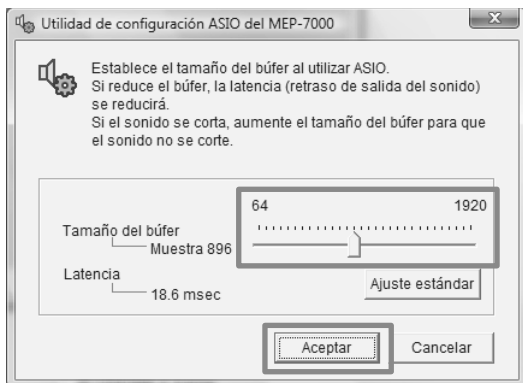 Utilidad de configuración ASIO del MEP-7000
Establece el tamaño del búfer al utilizar ASIO.
Si reduce el búfer, la latencia (retraso de salida del sonido)
se reducirá.
Si el sonido se corta, aumente el tamaño del búfer para que
el sonido no se corte.
64 1920
Tamaño del búfer
Muestra 896
Latencia
18.6 msec
Ajuste estándar
Aceptar Cancelar